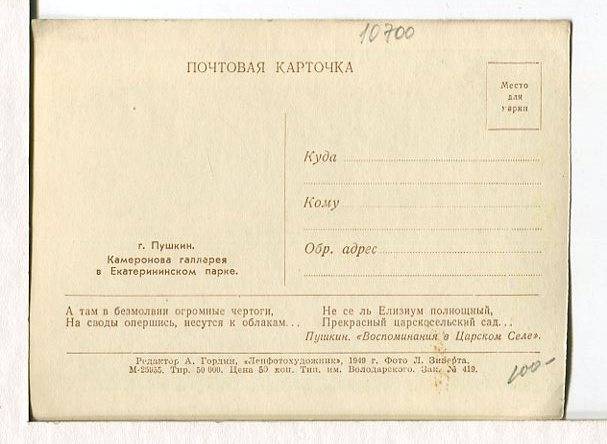 10700
ПОЧТОВАЯ КАРТОЧКА
Место
для
марки
Куда
Кому
Обр. адрес
г. Пушкин.
Камеронова галларея
в Екатерининском парке.
А там в безмолвии огромные чертоги,
На своды опершись, несутся к облакам...
Не се ль Елизиум полнощный,
Прекрасный царскосельский сад...
Пушкин. «Воспоминания в Царском Селе».
Редактор А. Гордин, «Ленфотохудожник», 1949 г. Фото Л. Зиверта.
М-25955. Тир. 50 000. Цена 50 коп. Тип. им. Володарского. Зак. № 419.
100-